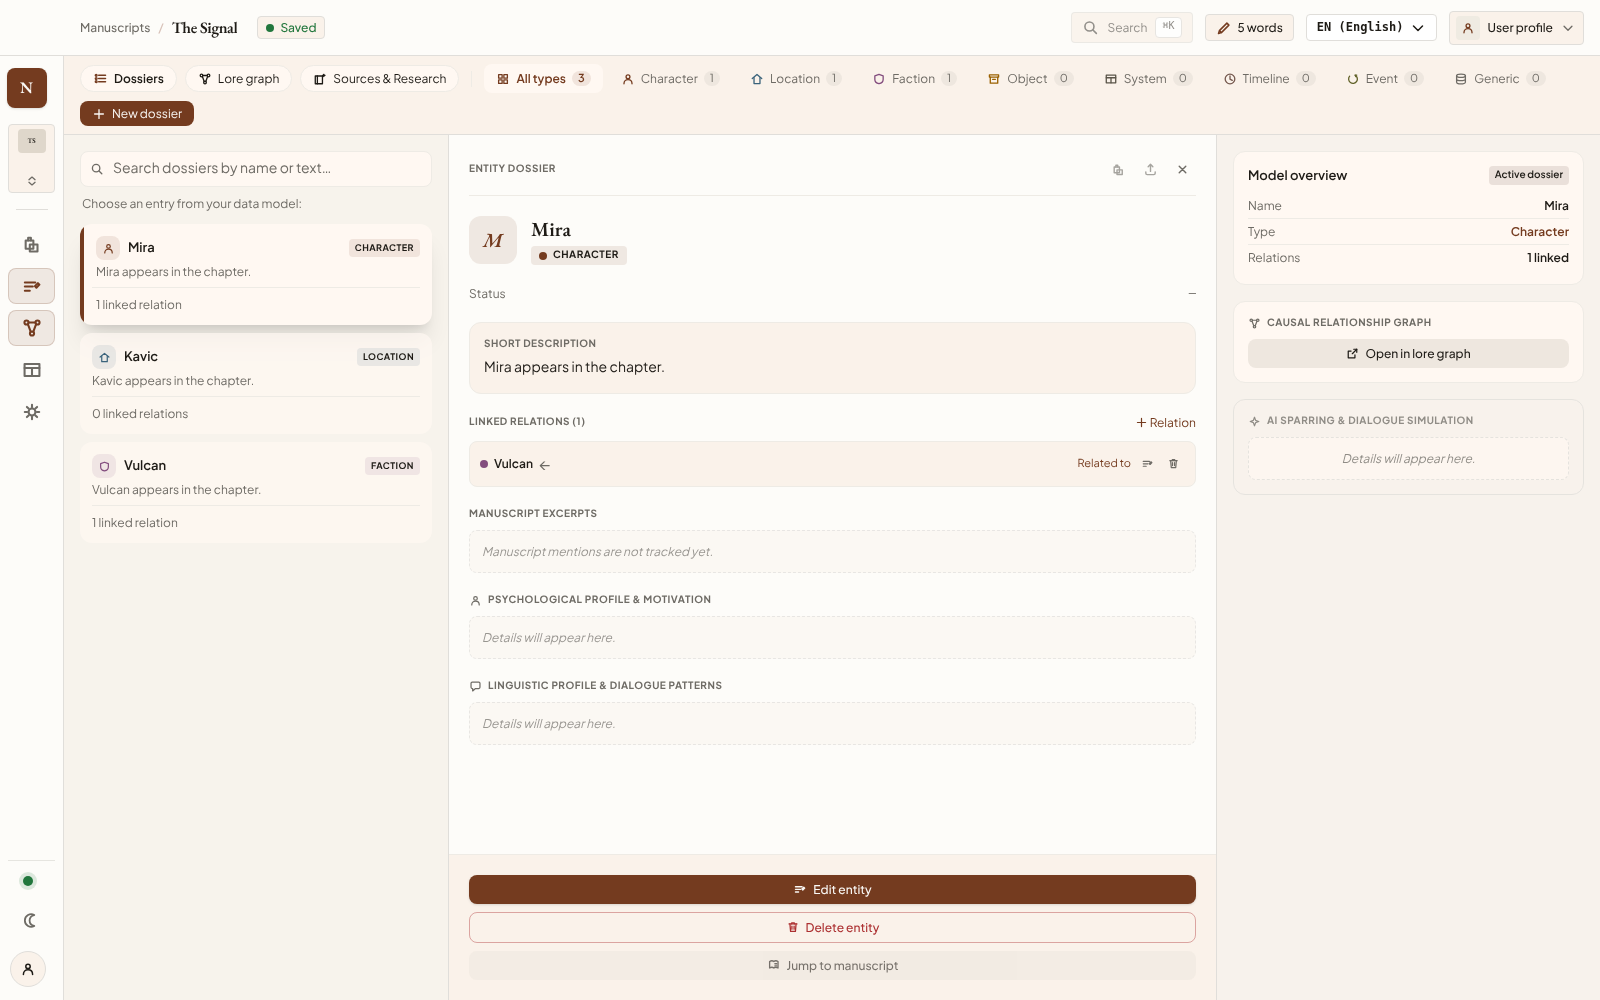 Manuscripts / The Signal
Saved
Search ⌘K
5 words
EN (English)
User profile
N
TS
Dossiers
Lore graph
Sources & Research
All types 3
Character 1
Location 1
Faction 1
Object 0
System 0
Timeline 0
Event 0
Generic 0
+ New dossier
Search dossiers by name or text...
Choose an entry from your data model:
Mira
CHARACTER
Mira appears in the chapter.
1 linked relation
Kavic
LOCATION
Kavic appears in the chapter.
0 linked relations
Vulcan
FACTION
Vulcan appears in the chapter.
1 linked relation
ENTITY DOSSIER
M
Mira
CHARACTER
Status –
SHORT DESCRIPTION
Mira appears in the chapter.
LINKED RELATIONS (1)
+ Relation
Vulcan ←
Related to
MANUSCRIPT EXCERPTS
Manuscript mentions are not tracked yet.
PSYCHOLOGICAL PROFILE & MOTIVATION
Details will appear here.
LINGUISTIC PROFILE & DIALOGUE PATTERNS
Details will appear here.
Edit entity
Delete entity
Jump to manuscript
Model overview
Active dossier
Name Mira
Type Character
Relations 1 linked
CAUSAL RELATIONSHIP GRAPH
Open in lore graph
AI SPARRING & DIALOGUE SIMULATION
Details will appear here.